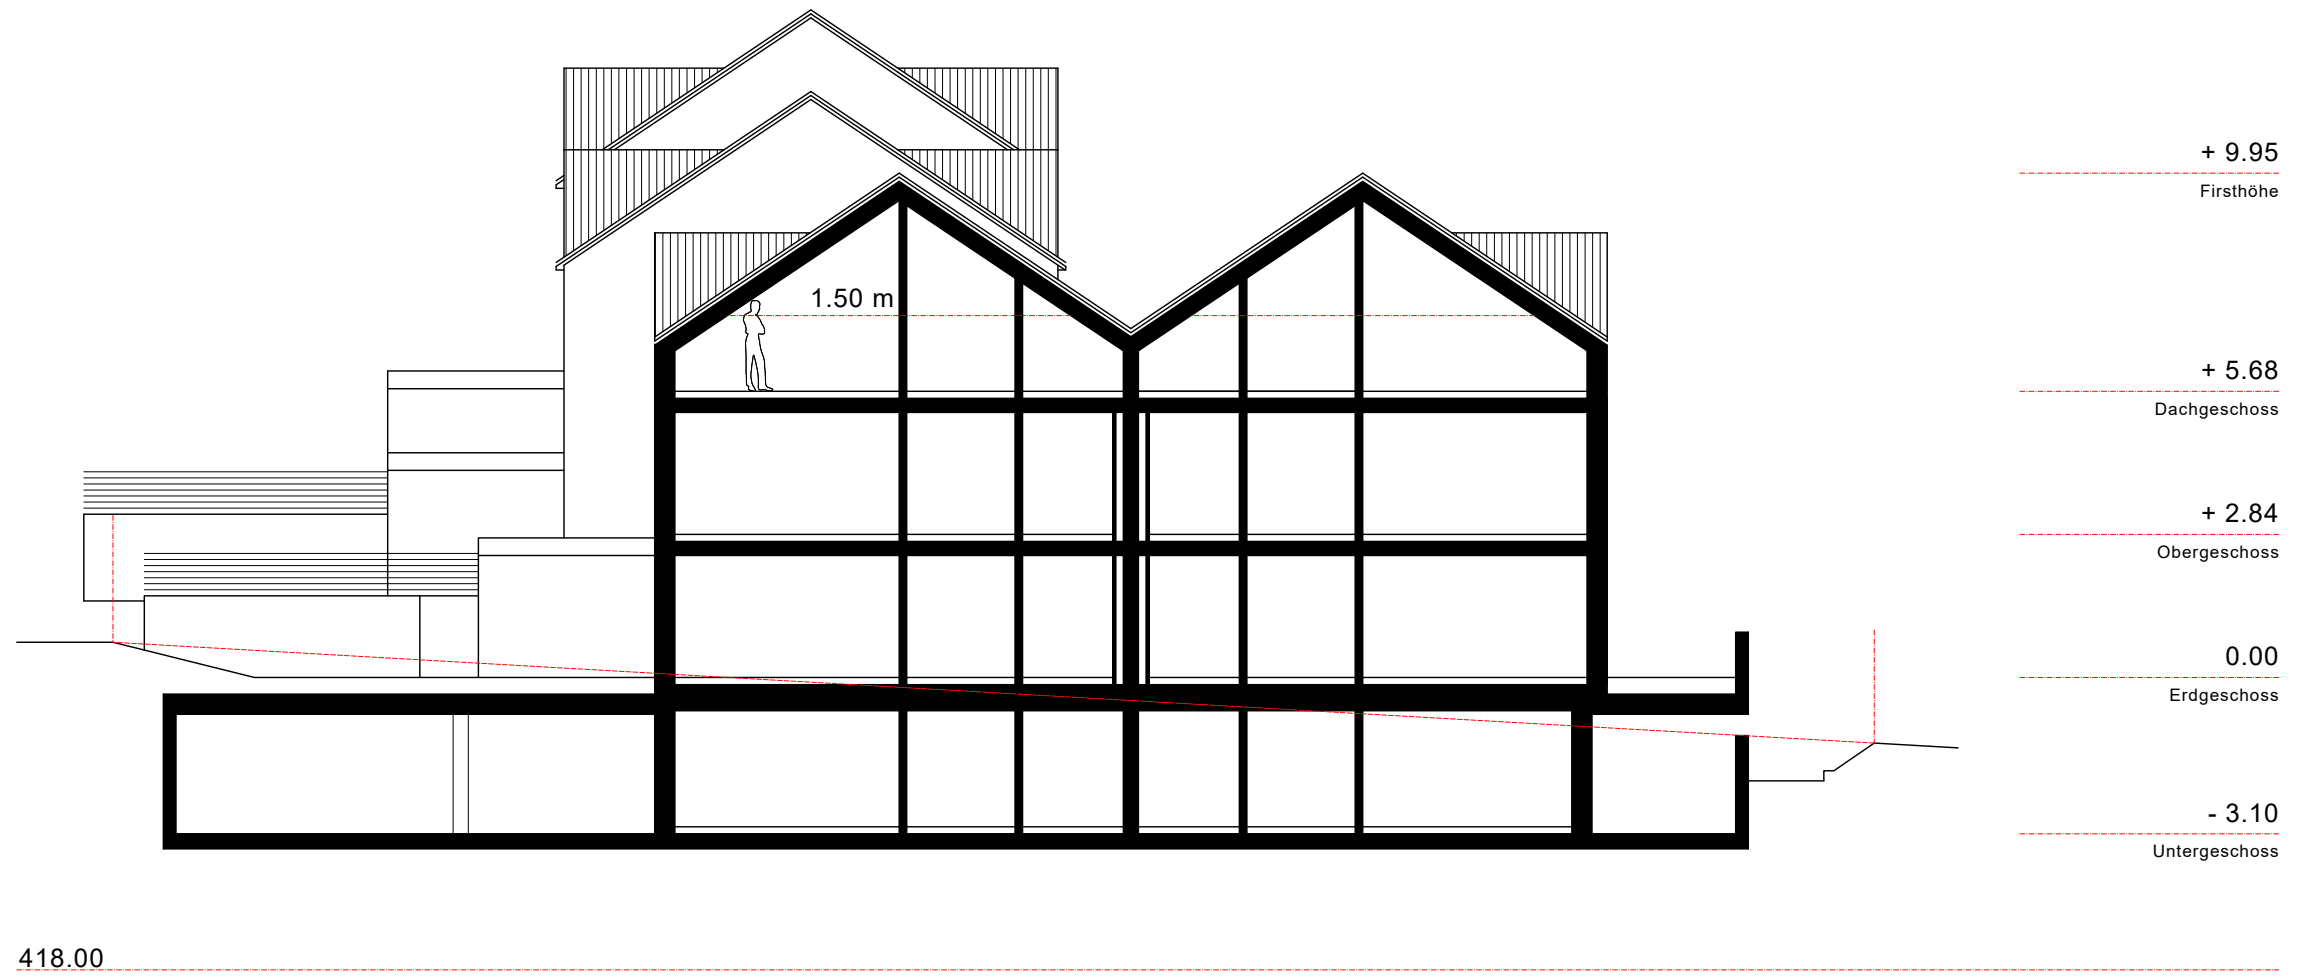 + 9.95
Firsthöhe
1.50 m
+ 5.68
Dachgeschoss
+ 2.84
Obergeschoss
0.00
Erdgeschoss
- 3.10
Untergeschoss
418.00